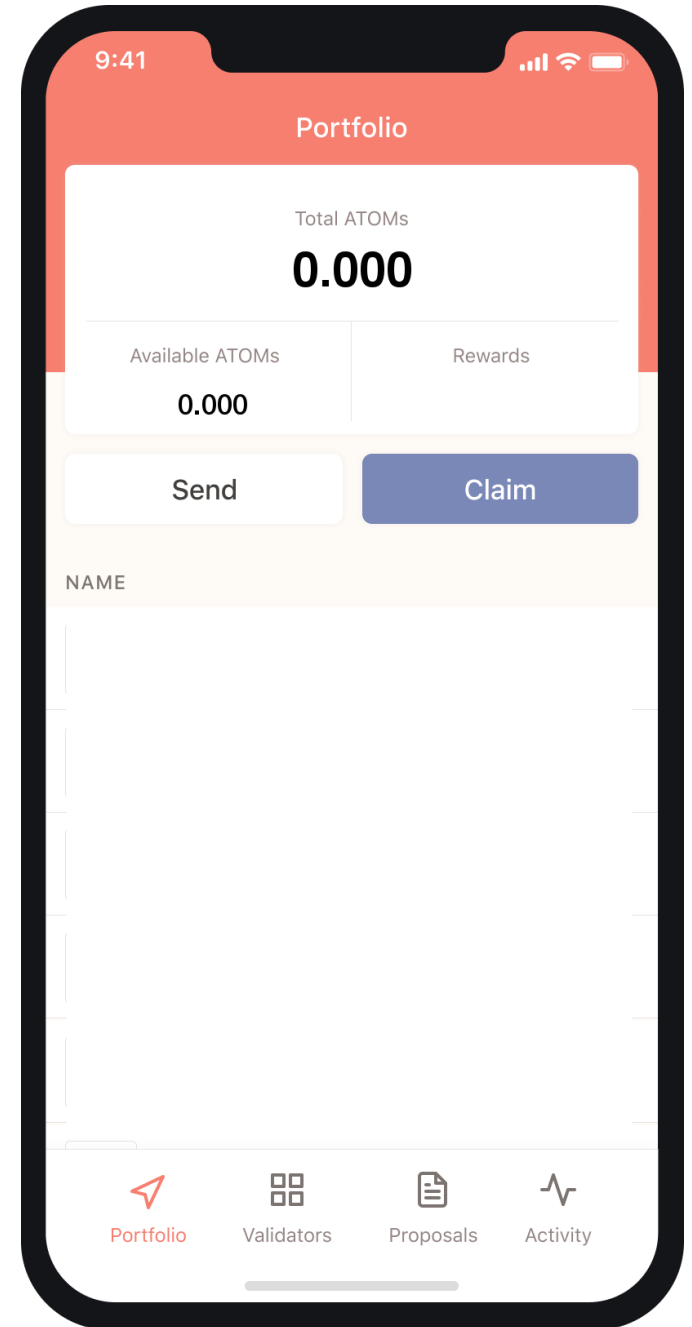 9:41
Portfolio
Total ATOMs
0.000
Available ATOMs
Rewards
0.000
Send
Claim
NAME
Portfolio
Validators
Proposals
Activity